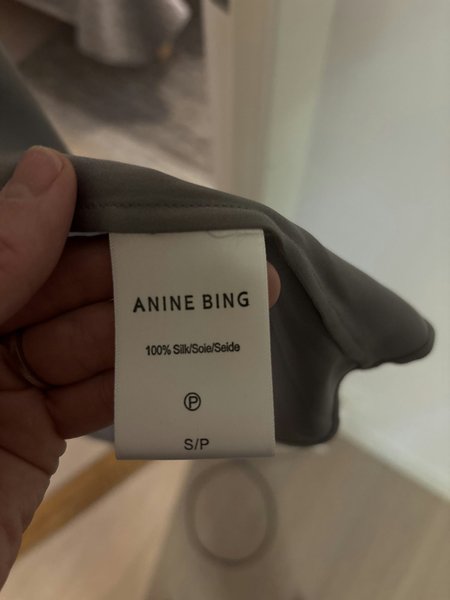 ANINE BING
100% Silk/Soie/Seide
Ⓟ
S/P